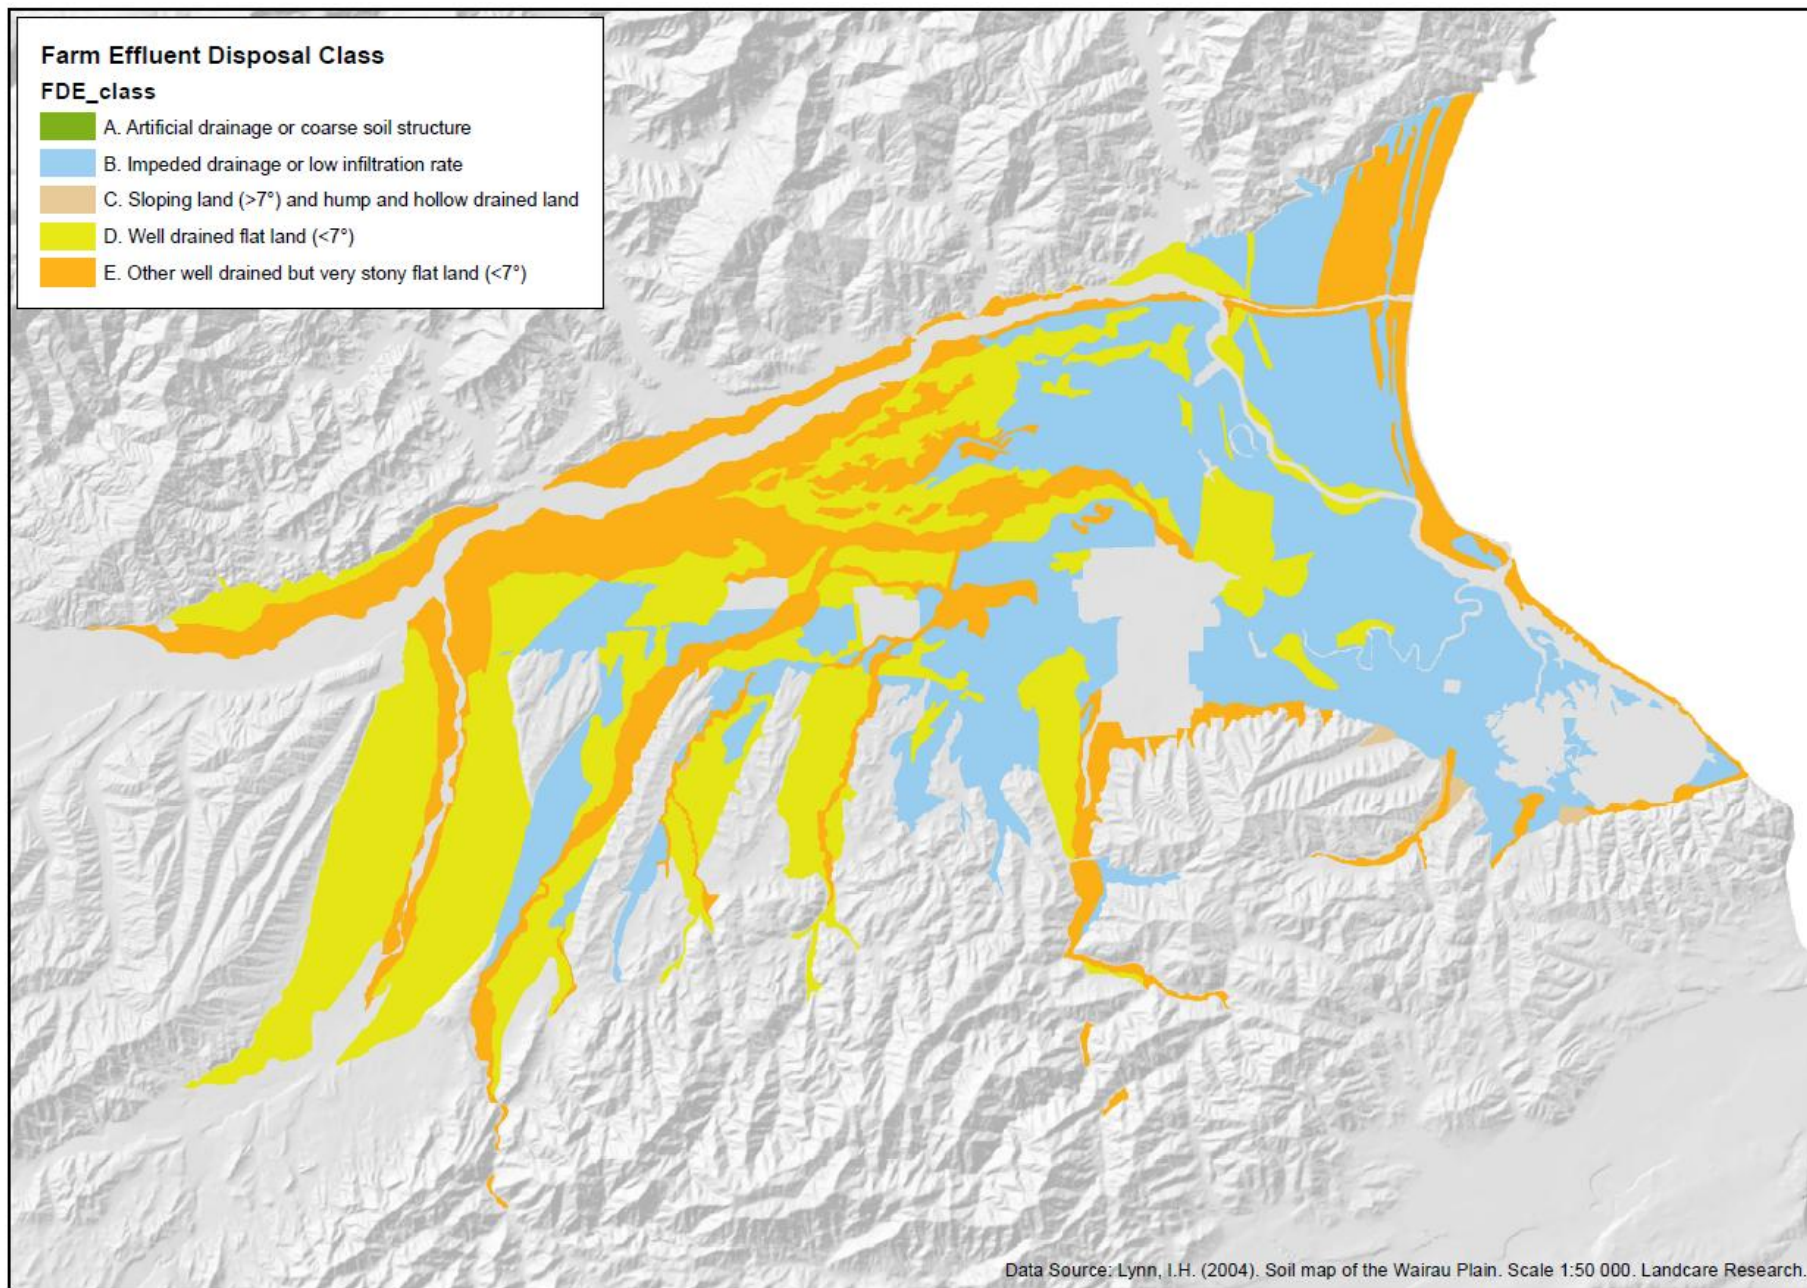 Farm Effluent Disposal Class
FDE_class
A. Artificial drainage or coarse soil structure
B. Impeded drainage or low infiltration rate
C. Sloping land (>7°) and hump and hollow drained land
D. Well drained flat land (<7°)
E. Other well drained but very stony flat land (<7°)
Data Source: Lynn, I.H. (2004). Soil map of the Wairau Plain. Scale 1:50 000. Landcare Research.